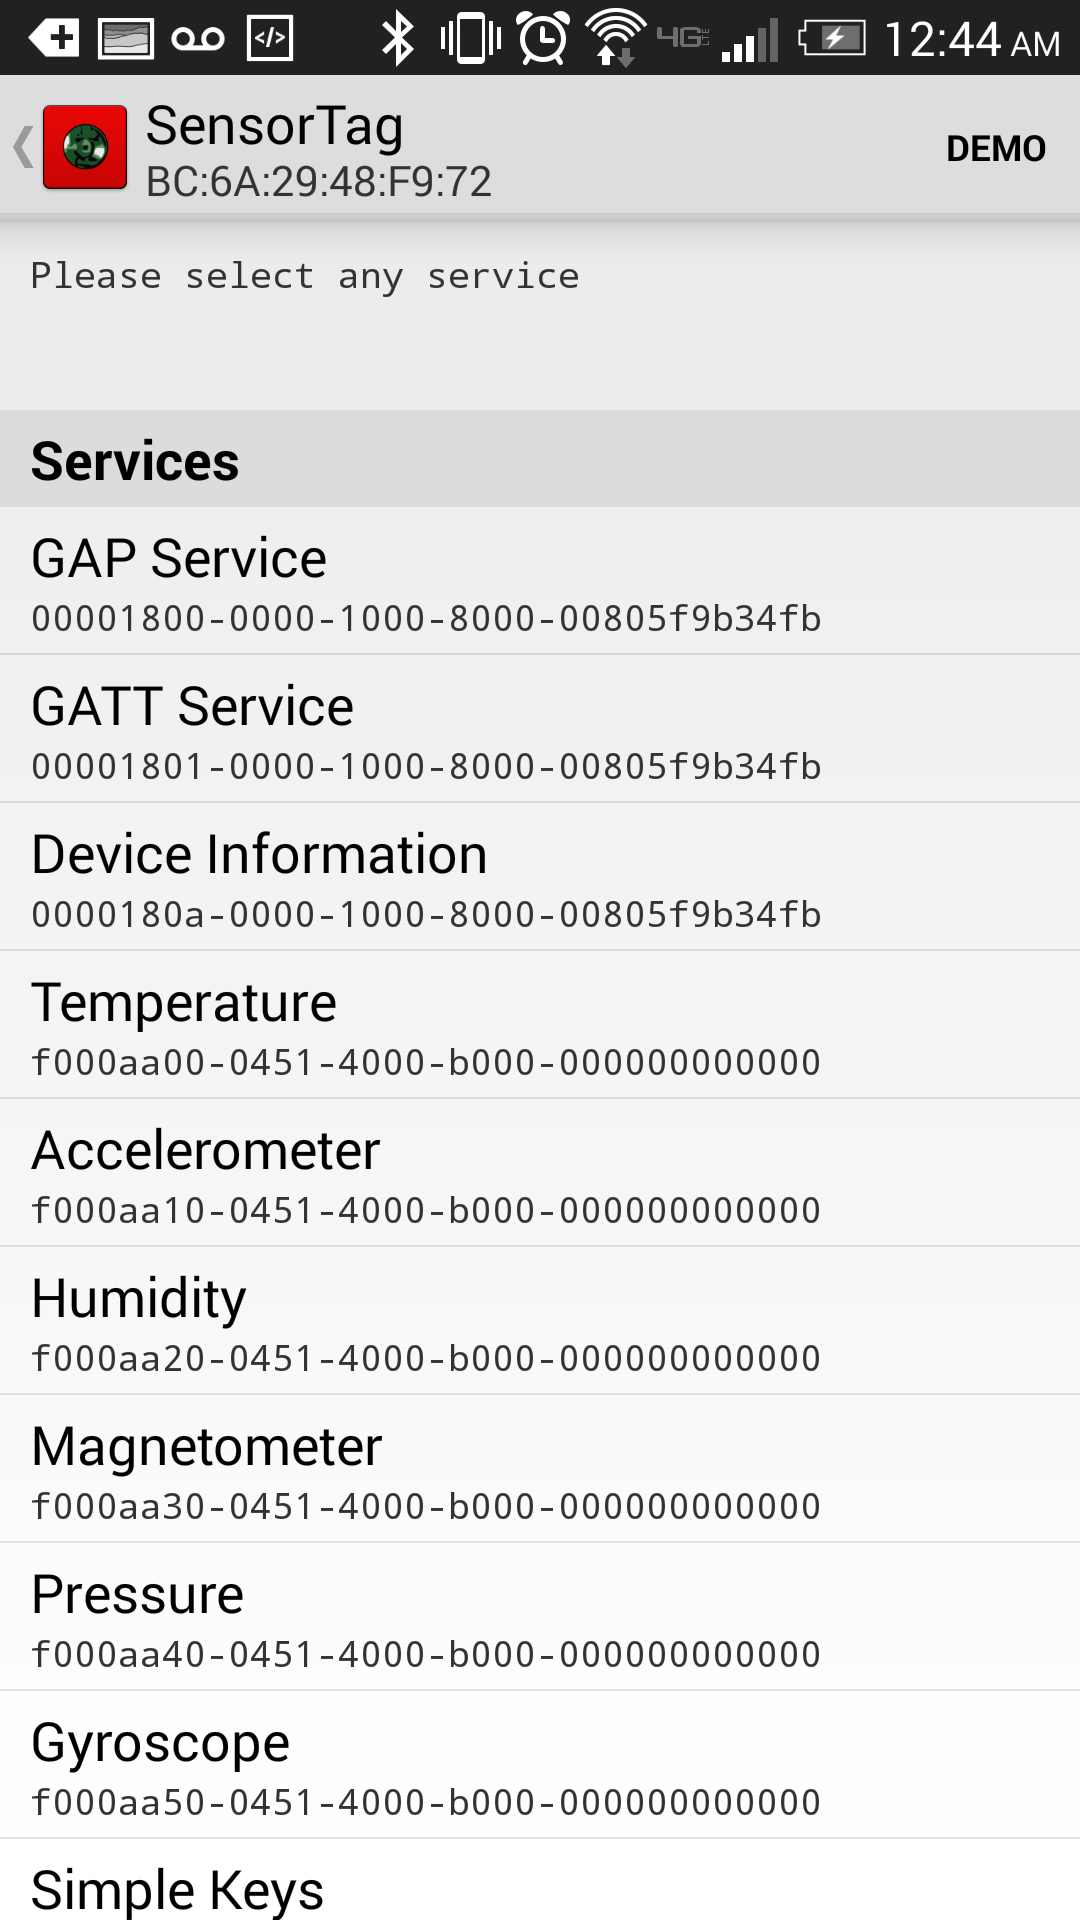 12:44 AM
SensorTag
BC:6A:29:48:F9:72
DEMO
Please select any service
Services
GAP Service
00001800-0000-1000-8000-00805f9b34fb
GATT Service
00001801-0000-1000-8000-00805f9b34fb
Device Information
0000180a-0000-1000-8000-00805f9b34fb
Temperature
f000aa00-0451-4000-b000-000000000000
Accelerometer
f000aa10-0451-4000-b000-000000000000
Humidity
f000aa20-0451-4000-b000-000000000000
Magnetometer
f000aa30-0451-4000-b000-000000000000
Pressure
f000aa40-0451-4000-b000-000000000000
Gyroscope
f000aa50-0451-4000-b000-000000000000
Simple Keys